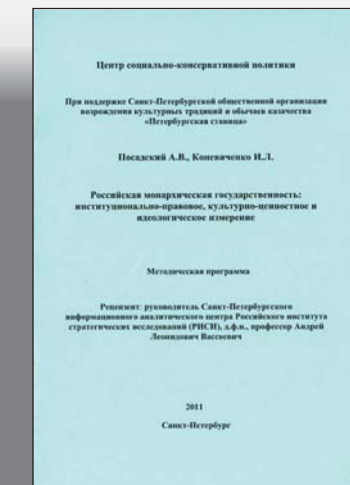 Центр социально-консервативной политики
При поддержке Санкт-Петербургской общественной организации
возрождения культурных традиций и обычаев казачества
«Петербургская станица»
Посадский А.В., Коневиченко И.Л.
Российская монархическая государственность:
институционально-правовое, культурно-ценностное и
идеологическое измерение
Методическая программа
Рецензент: руководитель Санкт-Петербургского
информационного аналитического центра Российского института
стратегических исследований (РИСИ), д.ф.н., профессор Андрей
Леонидович Вассоевич
2011
Санкт-Петербург